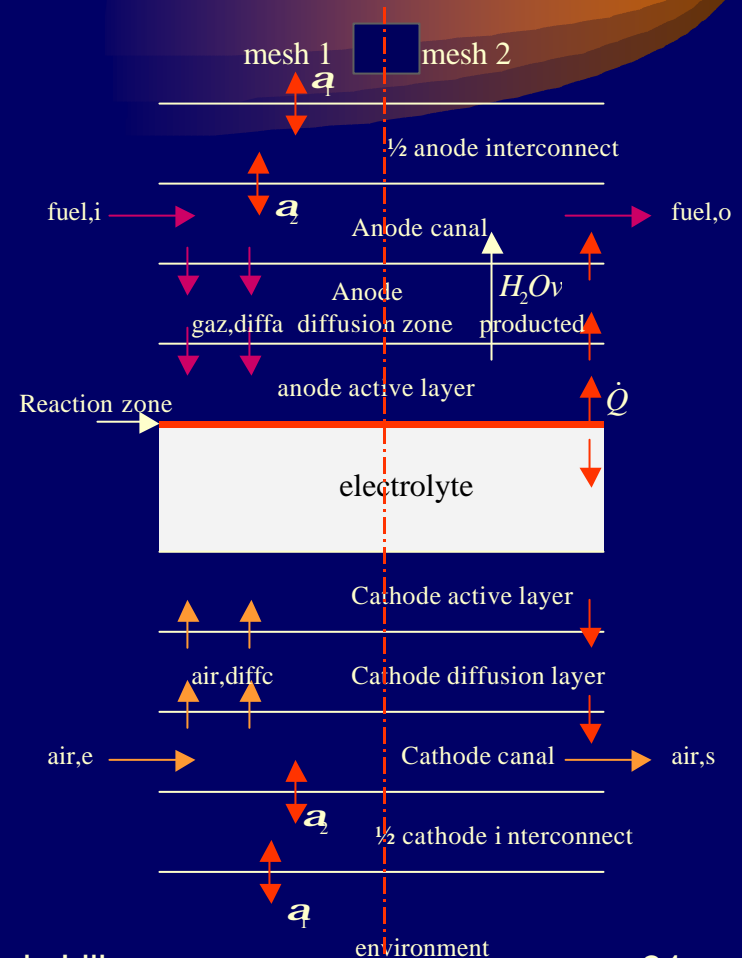 mesh 1 mesh 2
a1
½ anode interconnect
a2
fuel,i fuel,o
Anode canal
Anode H2Ov
gaz,diffa diffusion zone producted
anode active layer
Reaction zone Q̇
electrolyte
Cathode active layer
air,diffc Cathode diffusion layer
air,e Cathode canal air,s
a2
½ cathode i nterconnect
a1
environment